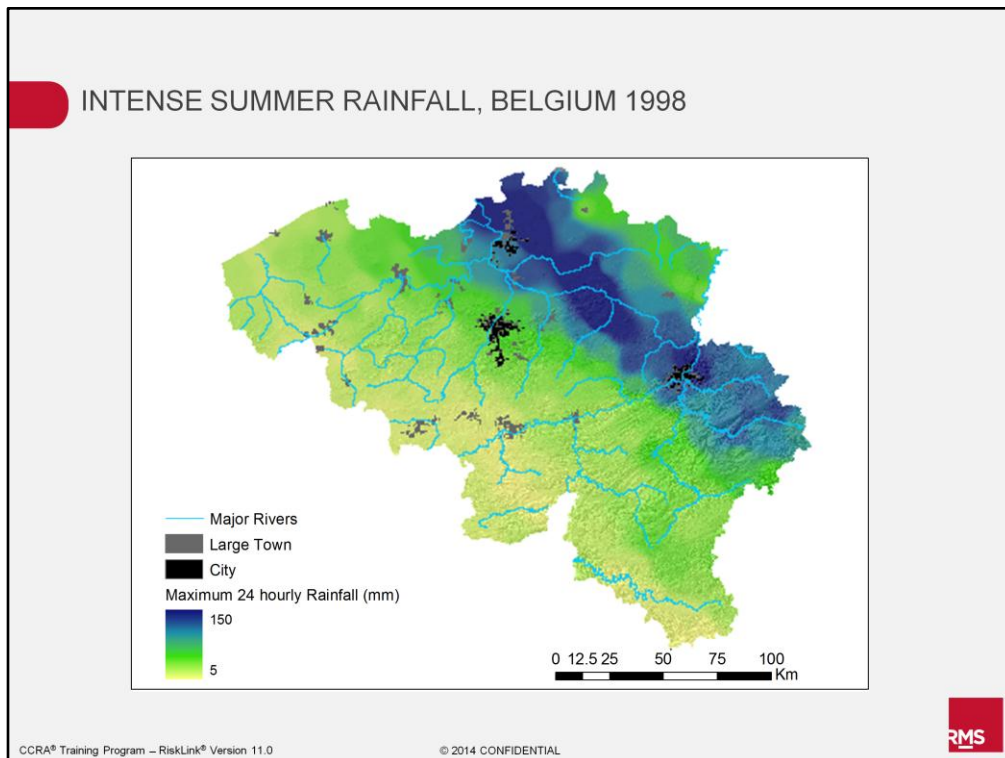 INTENSE SUMMER RAINFALL, BELGIUM 1998
Major Rivers
Large Town
City
Maximum 24 hourly Rainfall (mm)
150
5
0 12.5 25 50 75 100
Km
CCRA® Training Program – RiskLink® Version 11.0
© 2014 CONFIDENTIAL
RMS